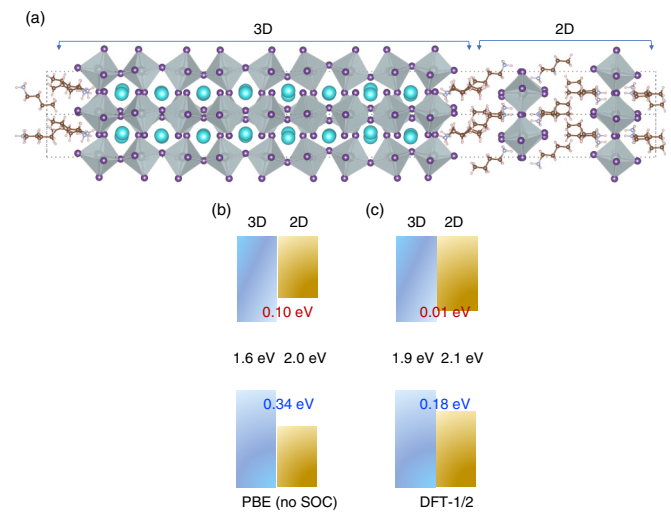 (a)
3D 2D
(b) (c)
3D 2D 3D 2D
0.10 eV 0.01 eV
1.6 eV 2.0 eV 1.9 eV 2.1 eV
0.34 eV 0.18 eV
PBE (no SOC) DFT-1/2